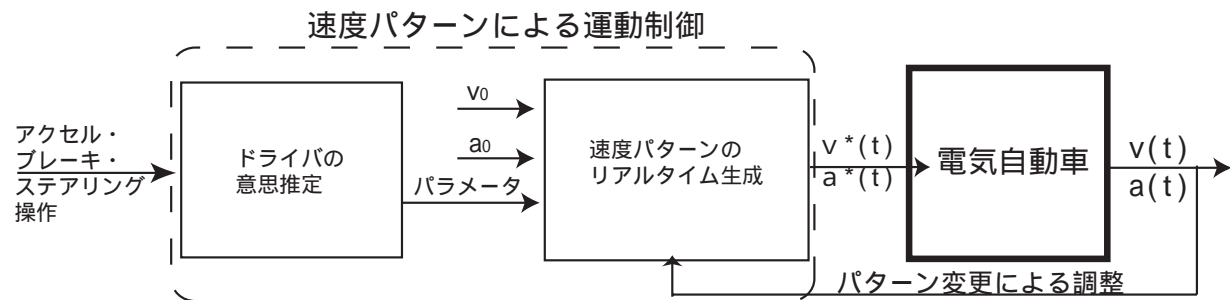 速度パターンによる運動制御
アクセル・
ブレーキ・
ステアリング
操作
ドライバの
意思推定
v0
a0
パラメータ
速度パターンの
リアルタイム生成
v*(t)
a*(t)
電気自動車
v(t)
a(t)
パターン変更による調整